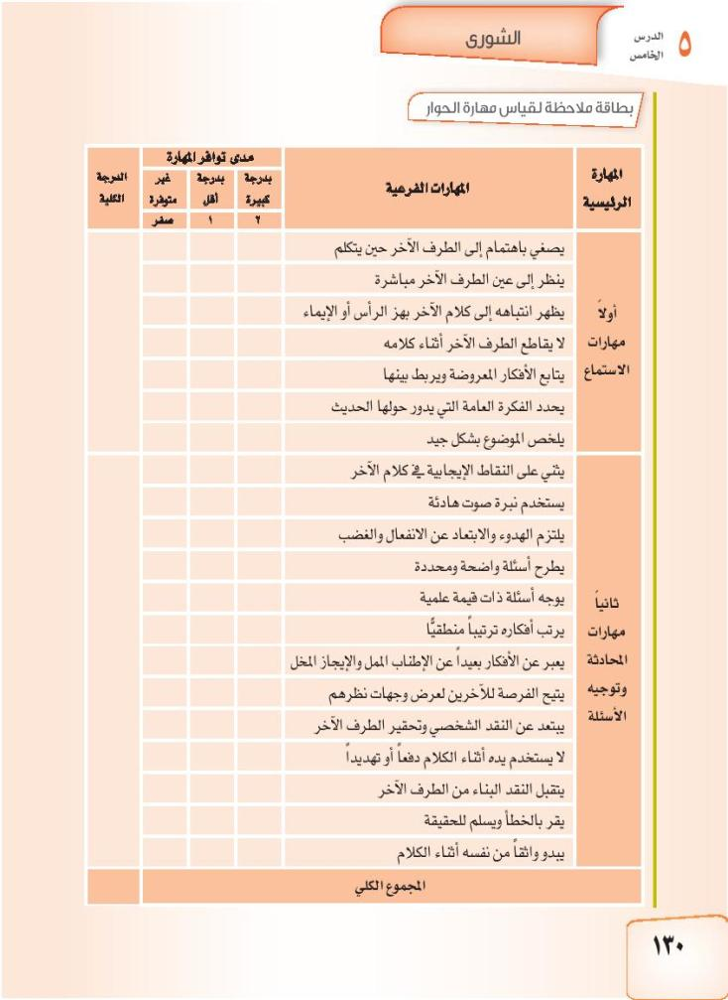 ٥
الدرس
الخامس
الشورى
بطاقة ملاحظة لقياس مهارة الحوار
المهارة الرئيسية
المهارات الفرعية
مدى توافر المهارة
الدرجة الكلية
بدرجة كبيرة
بدرجة أقل
غير متوفرة
٢
١
صفر
أولاً
مهارات
الاستماع
يصغي باهتمام إلى الطرف الآخر حين يتكلم
ينظر إلى عين الطرف الآخر مباشرة
يظهر انتباهه إلى كلام الآخر بهز الرأس أو الإيماء
لا يقاطع الطرف الآخر أثناء كلامه
يتابع الأفكار المعروضة ويربط بينها
يحدد الفكرة العامة التي يدور حولها الحديث
يلخص الموضوع بشكل جيد
ثانياً
مهارات
المحادثة
وتوجيه
الأسئلة
يثني على النقاط الإيجابية في كلام الآخر
يستخدم نبرة صوت هادئة
يلتزم الهدوء والابتعاد عن الانفعال والغضب
يطرح أسئلة واضحة ومحددة
يوجه أسئلة ذات قيمة علمية
يرتب أفكاره ترتيباً منطقيًّا
يعبر عن الأفكار بعيداً عن الإطناب الممل والإيجاز المخل
يتيح الفرصة للآخرين لعرض وجهات نظرهم
يبتعد عن النقد الشخصي وتحقير الطرف الآخر
لا يستخدم يده أثناء الكلام دفعاً أو تهديداً
يتقبل النقد البناء من الطرف الآخر
يقر بالخطأ ويسلم للحقيقة
يبدو واثقاً من نفسه أثناء الكلام
المجموع الكلي
١٣٠